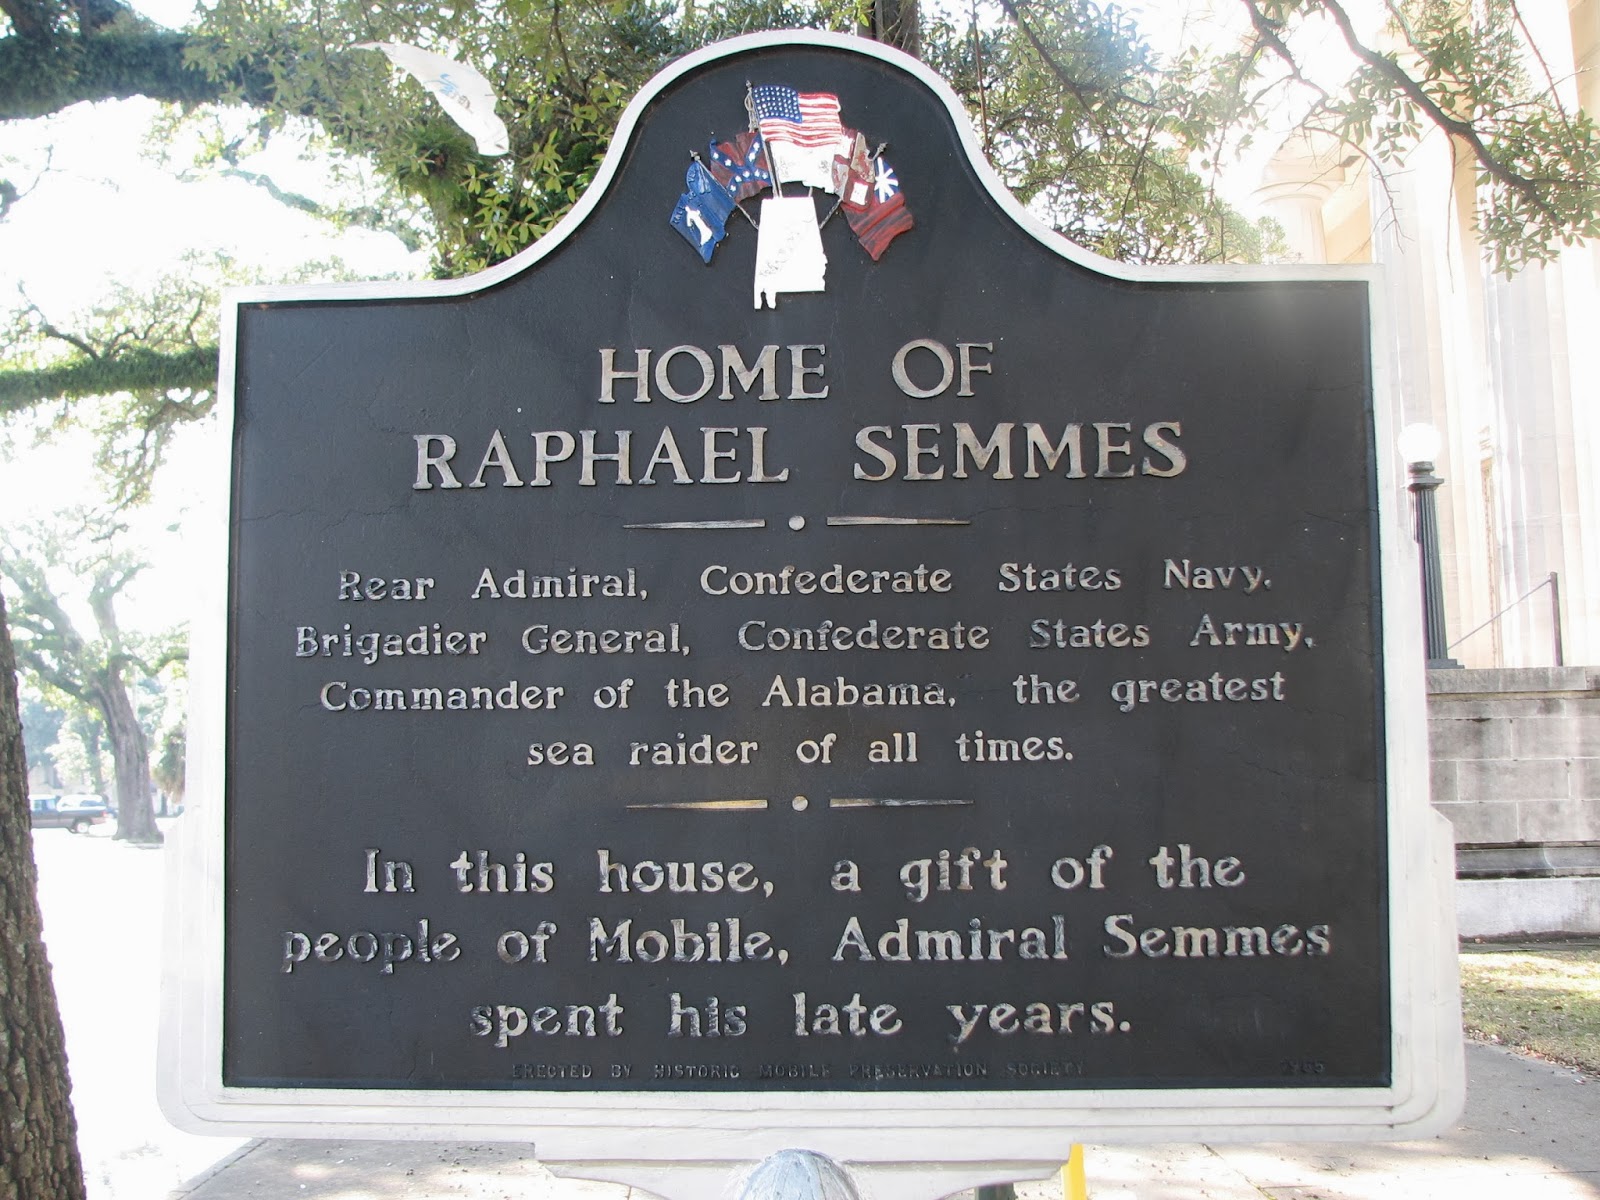 HOME OF
RAPHAEL SEMMES
Rear Admiral, Confederate States Navy.
Brigadier General, Confederate States Army,
Commander of the Alabama, the greatest
sea raider of all times.
In this house, a gift of the
people of Mobile, Admiral Semmes
spent his late years.
ERECTED BY HISTORIC MOBILE PRESERVATION SOCIETY